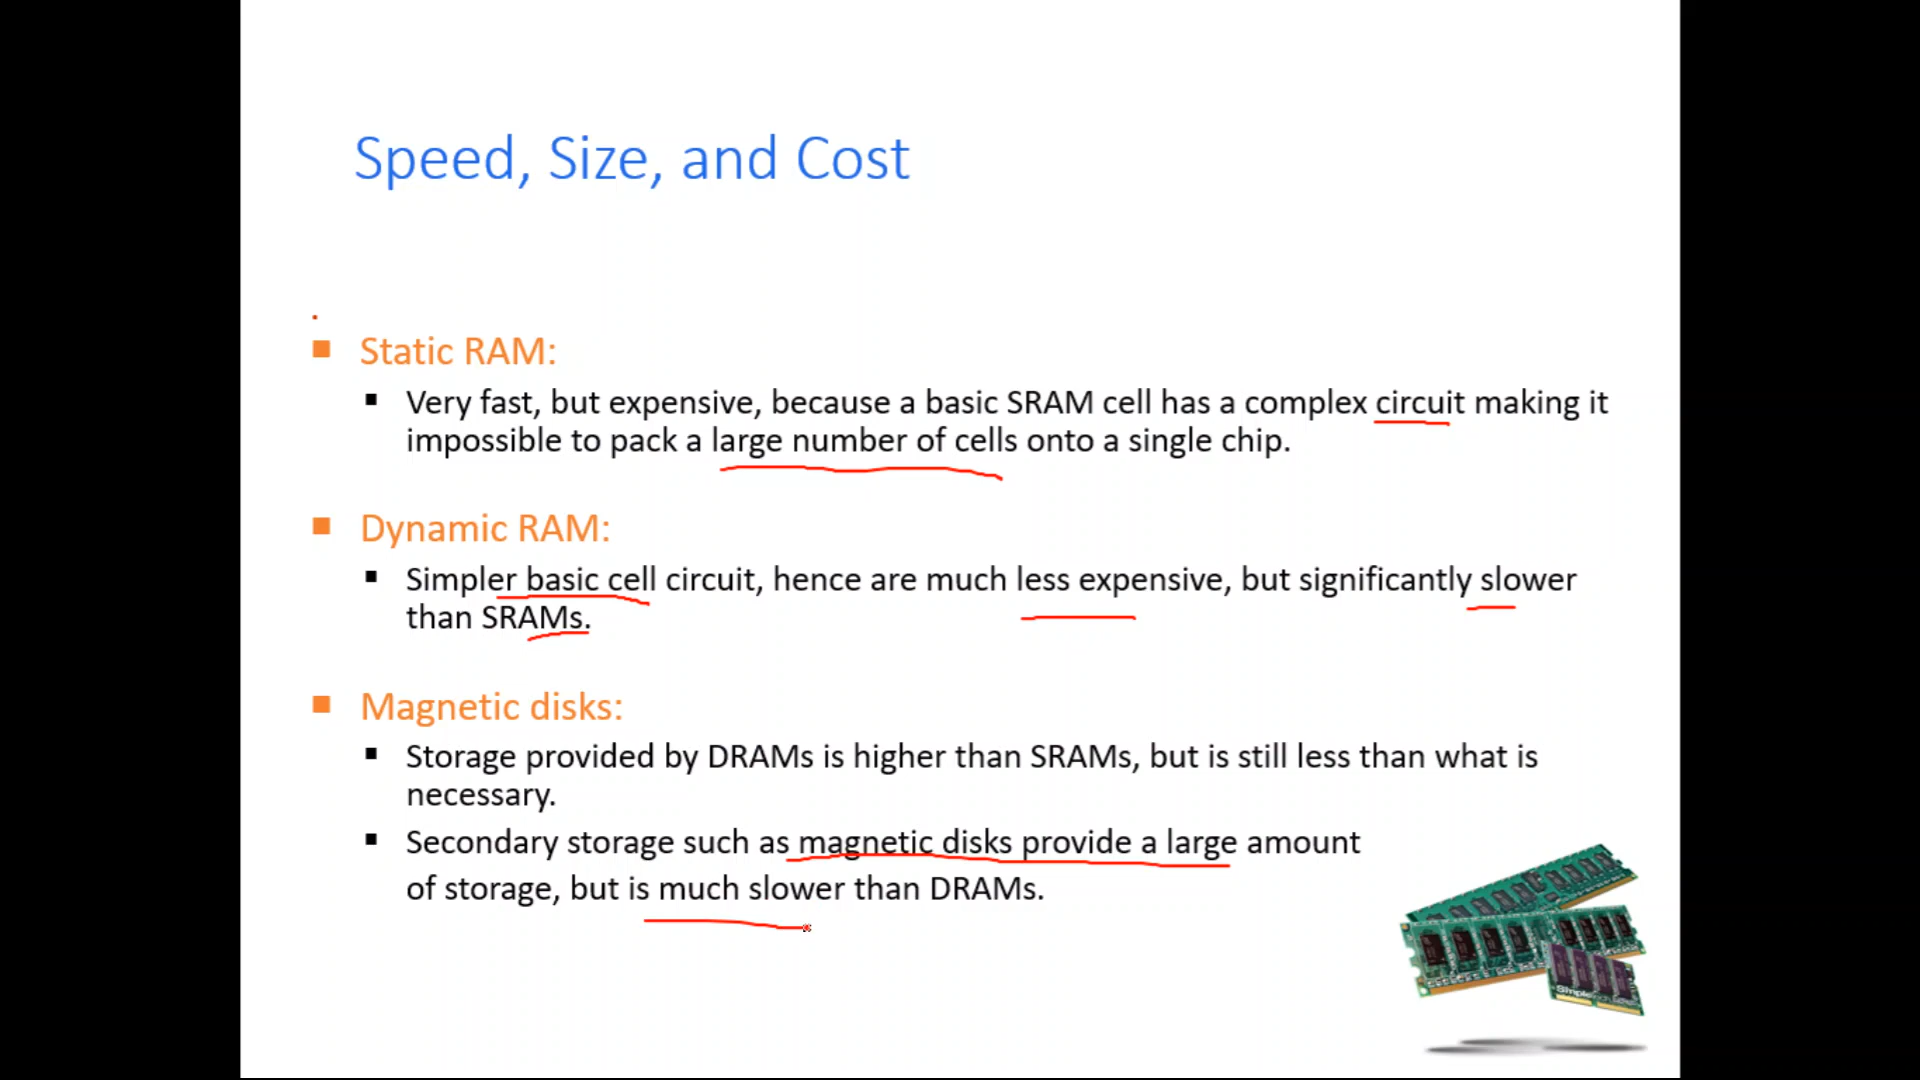 Speed, Size, and Cost
Static RAM:
Very fast, but expensive, because a basic SRAM cell has a complex circuit making it
impossible to pack a large number of cells onto a single chip.
Dynamic RAM:
Simpler basic cell circuit, hence are much less expensive, but significantly slower
than SRAMs.
Magnetic disks:
Storage provided by DRAMs is higher than SRAMs, but is still less than what is
necessary.
Secondary storage such as magnetic disks provide a large amount
of storage, but is much slower than DRAMs.